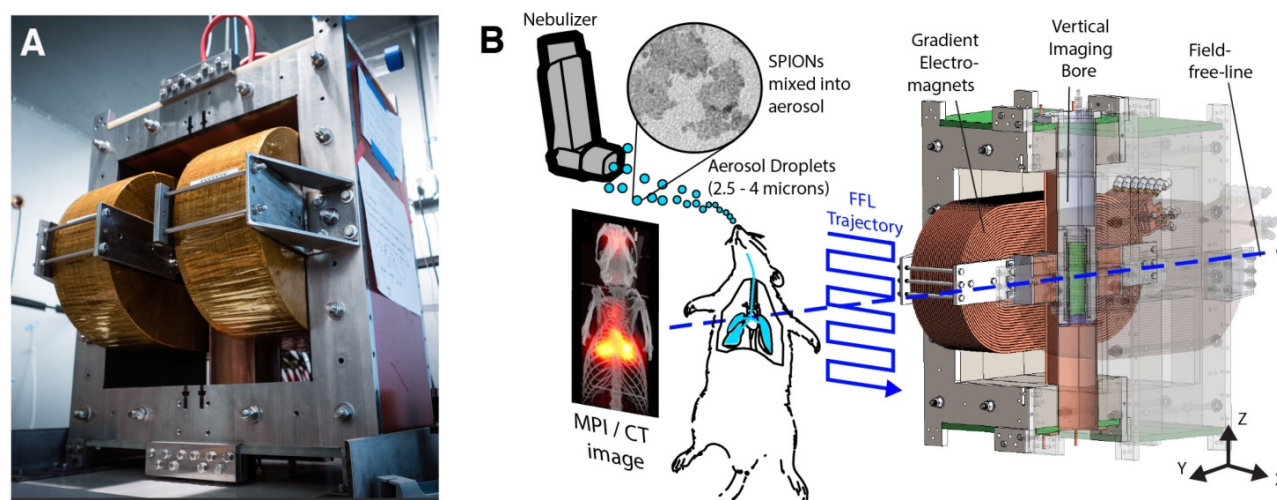 A
B
Nebulizer
SPIONs
mixed into
aerosol
Aerosol Droplets
(2.5 - 4 microns)
MPI / CT
image
FFL
Trajectory
Gradient
Electro-
magnets
Vertical
Imaging
Bore
Field-
free-line
Z
Y
X